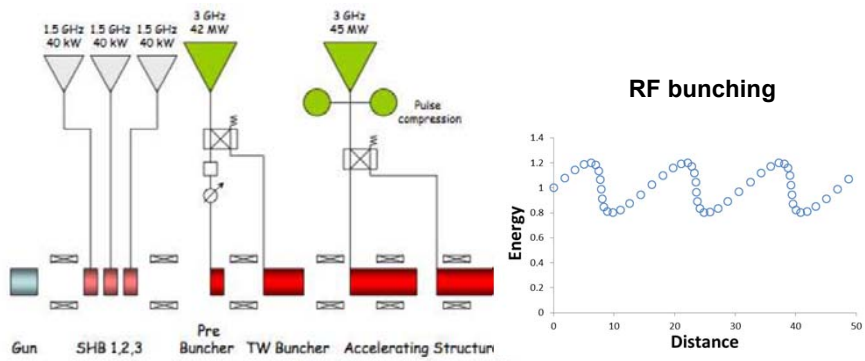 1.5 GHz 1.5 GHz 1.5 GHz
40 kW 40 kW 40 kW
3 GHz
42 MW
3 GHz
45 MW
Pulse
compression
Gun
SHB 1,2,3
Pre
Buncher
TW Buncher
Accelerating Structur
RF bunching
Energy
1.4
1.2
1
0.8
0.6
0.4
0.2
0
0 10 20 30 40 50
Distance